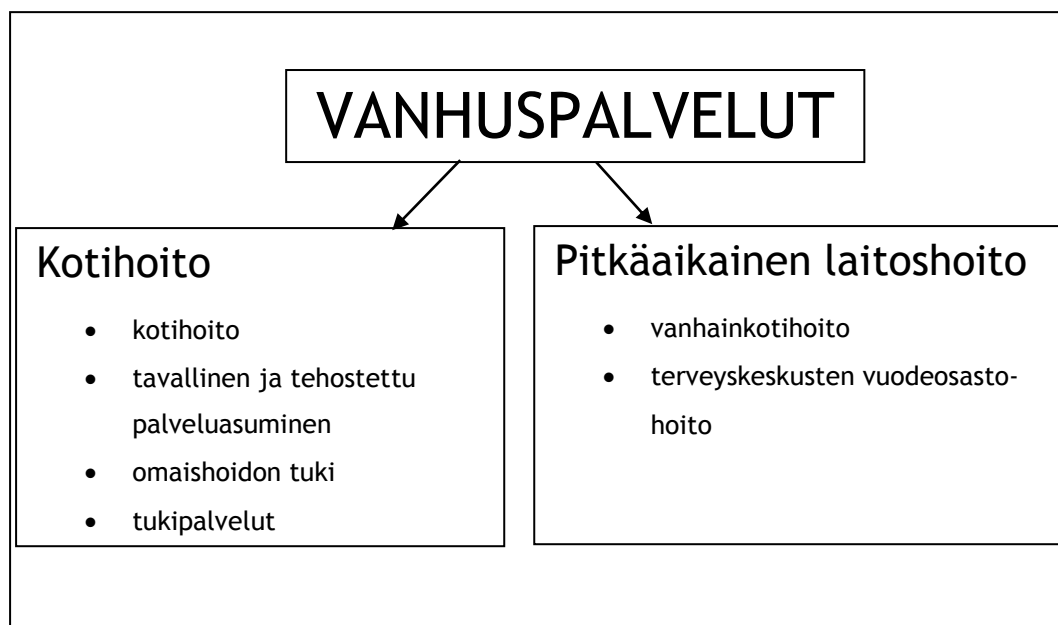 VANHUSPALVELUT
Kotihoito
• kotihoito
• tavallinen ja tehostettu
palveluasuminen
• omaishoidon tuki
• tukipalvelut
Pitkäaikainen laitoshoito
• vanhainkotihoito
• terveyskeskusten vuodeosasto-
hoito